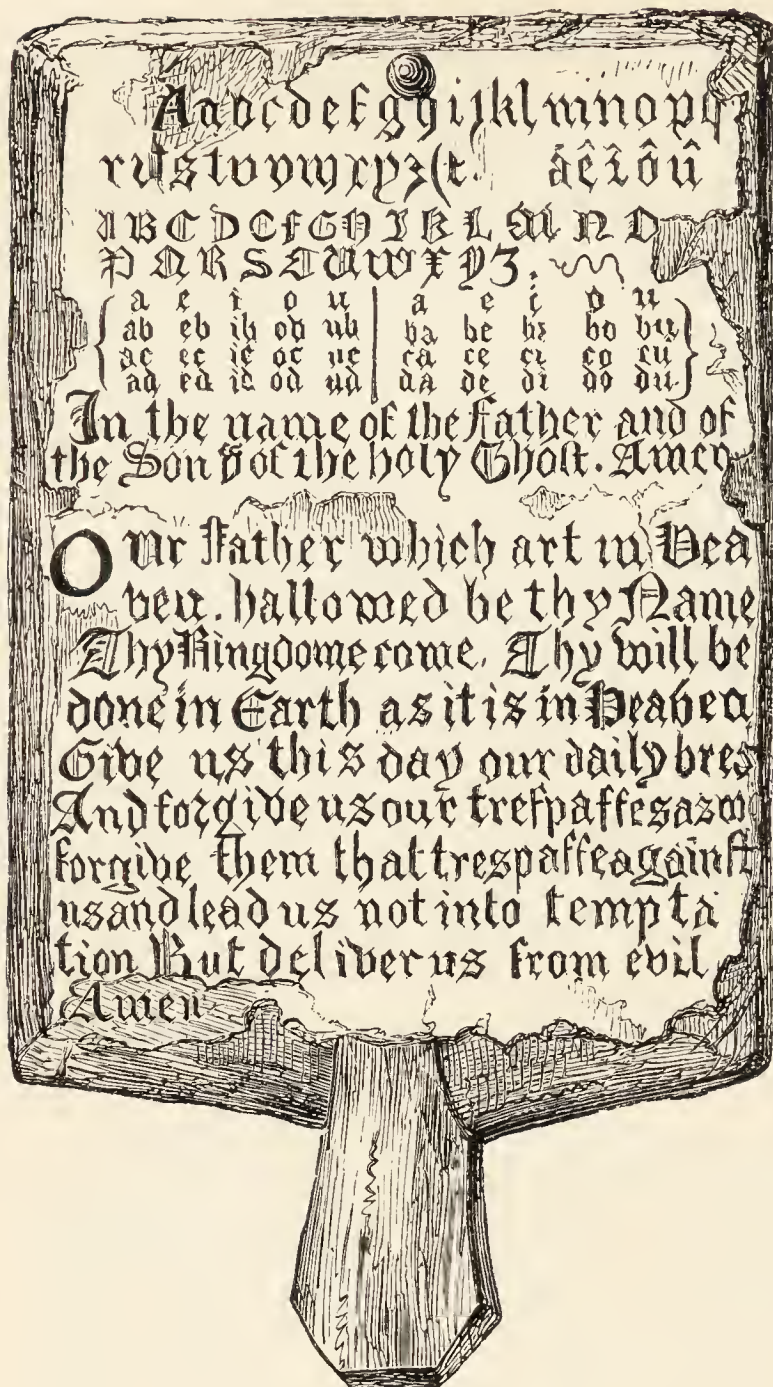 Aabcdefghijklmnopq
rꝛſstuvvwxyz(t. âêîôû
ABCDEFGHIKLMNO
PQRSTUWXYZ.
a e i o u | a e i o u
ab eb ib ob ub | ba be bi bo bu
ac ec ic oc uc | ca ce ci co cu
ad ed id od ud | da de di do du
In the name of the Father and of
the Son & of the holy Ghoſt. Amen
Our Father which art in Hea
ven. hallowed be thy Name
Thy Kingdome come. Thy will be
done in Earth as it is in Heaven
Give us this day our daily bre
And forgive us our treſpaſſes as w
forgive them that treſpaſſe againſt
us and lead us not into tempta
tion But deliver us from evil
Amen